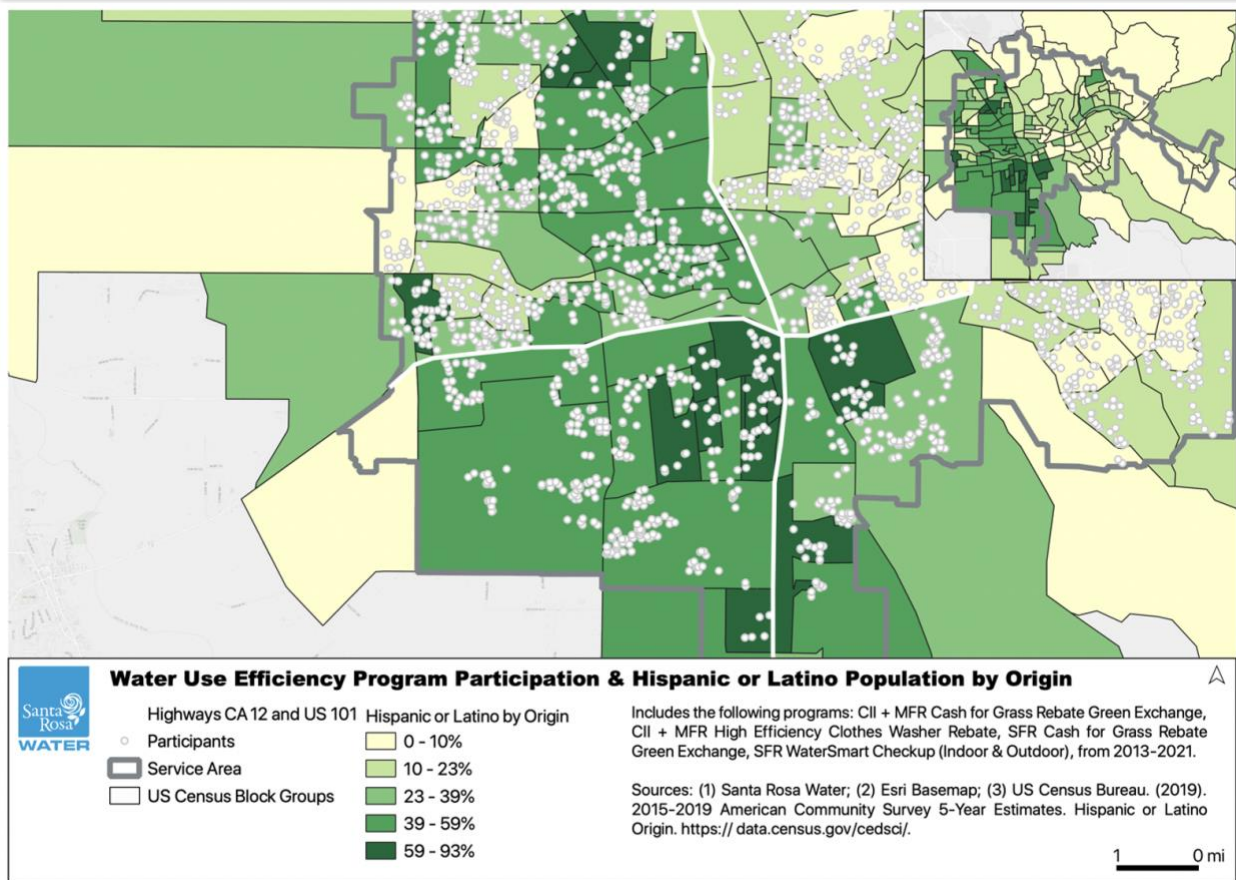 Water Use Efficiency Program Participation & Hispanic or Latino Population by Origin
Santa
Rosa
WATER
Highways CA 12 and US 101
Participants
Service Area
US Census Block Groups
Hispanic or Latino by Origin
0 - 10%
10 - 23%
23 - 39%
39 - 59%
59 - 93%
Includes the following programs: CII + MFR Cash for Grass Rebate Green Exchange,
CII + MFR High Efficiency Clothes Washer Rebate, SFR Cash for Grass Rebate
Green Exchange, SFR WaterSmart Checkup (Indoor & Outdoor), from 2013-2021.
Sources: (1) Santa Rosa Water; (2) Esri Basemap; (3) US Census Bureau. (2019).
2015-2019 American Community Survey 5-Year Estimates. Hispanic or Latino
Origin. https:// data.census.gov/cedsci/.
1 0 mi